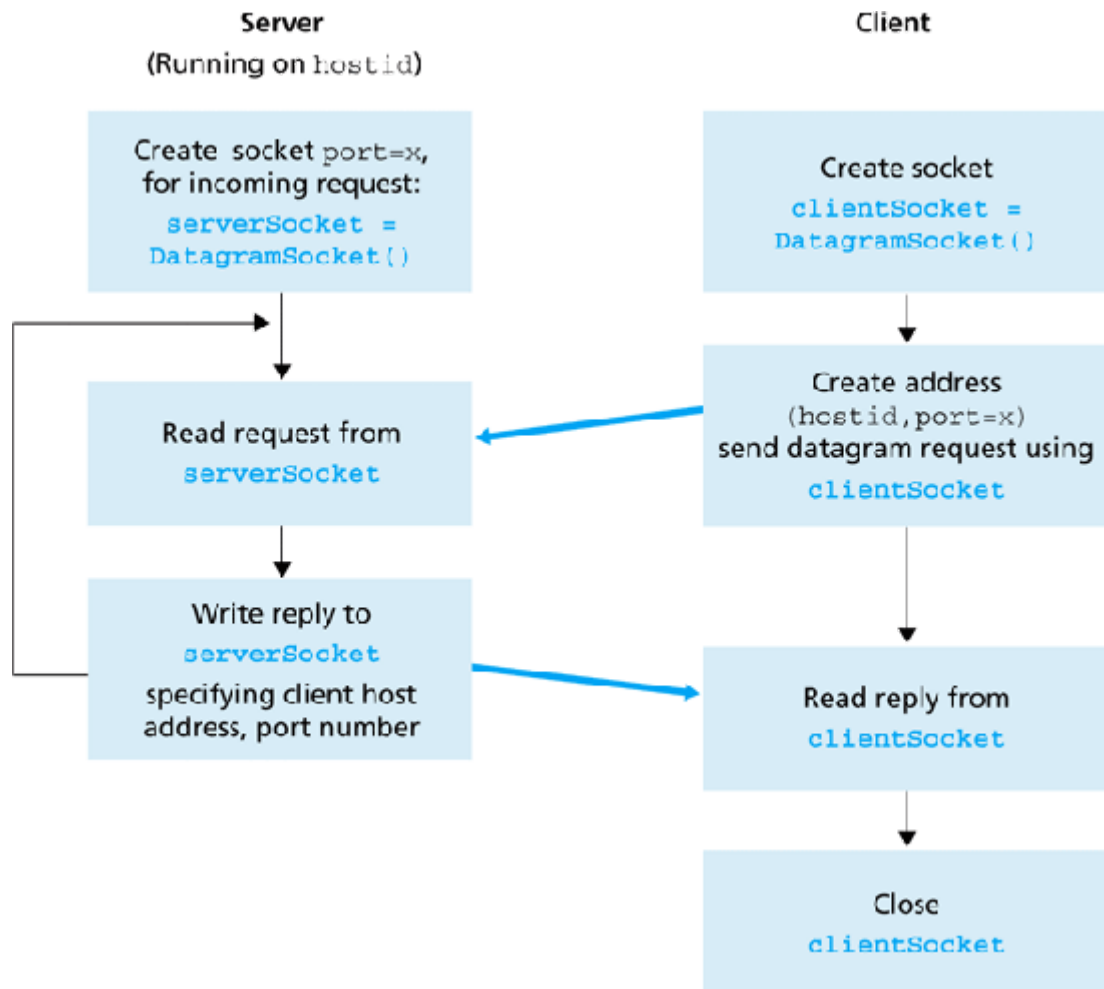 Server
(Running on hostid)
Create socket port=x,
for incoming request:
serverSocket =
DatagramSocket()
Read request from
serverSocket
Write reply to
serverSocket
specifying client host
address, port number
Client
Create socket
clientSocket =
DatagramSocket()
Create address
(hostid,port=x)
send datagram request using
clientSocket
Read reply from
clientSocket
Close
clientSocket